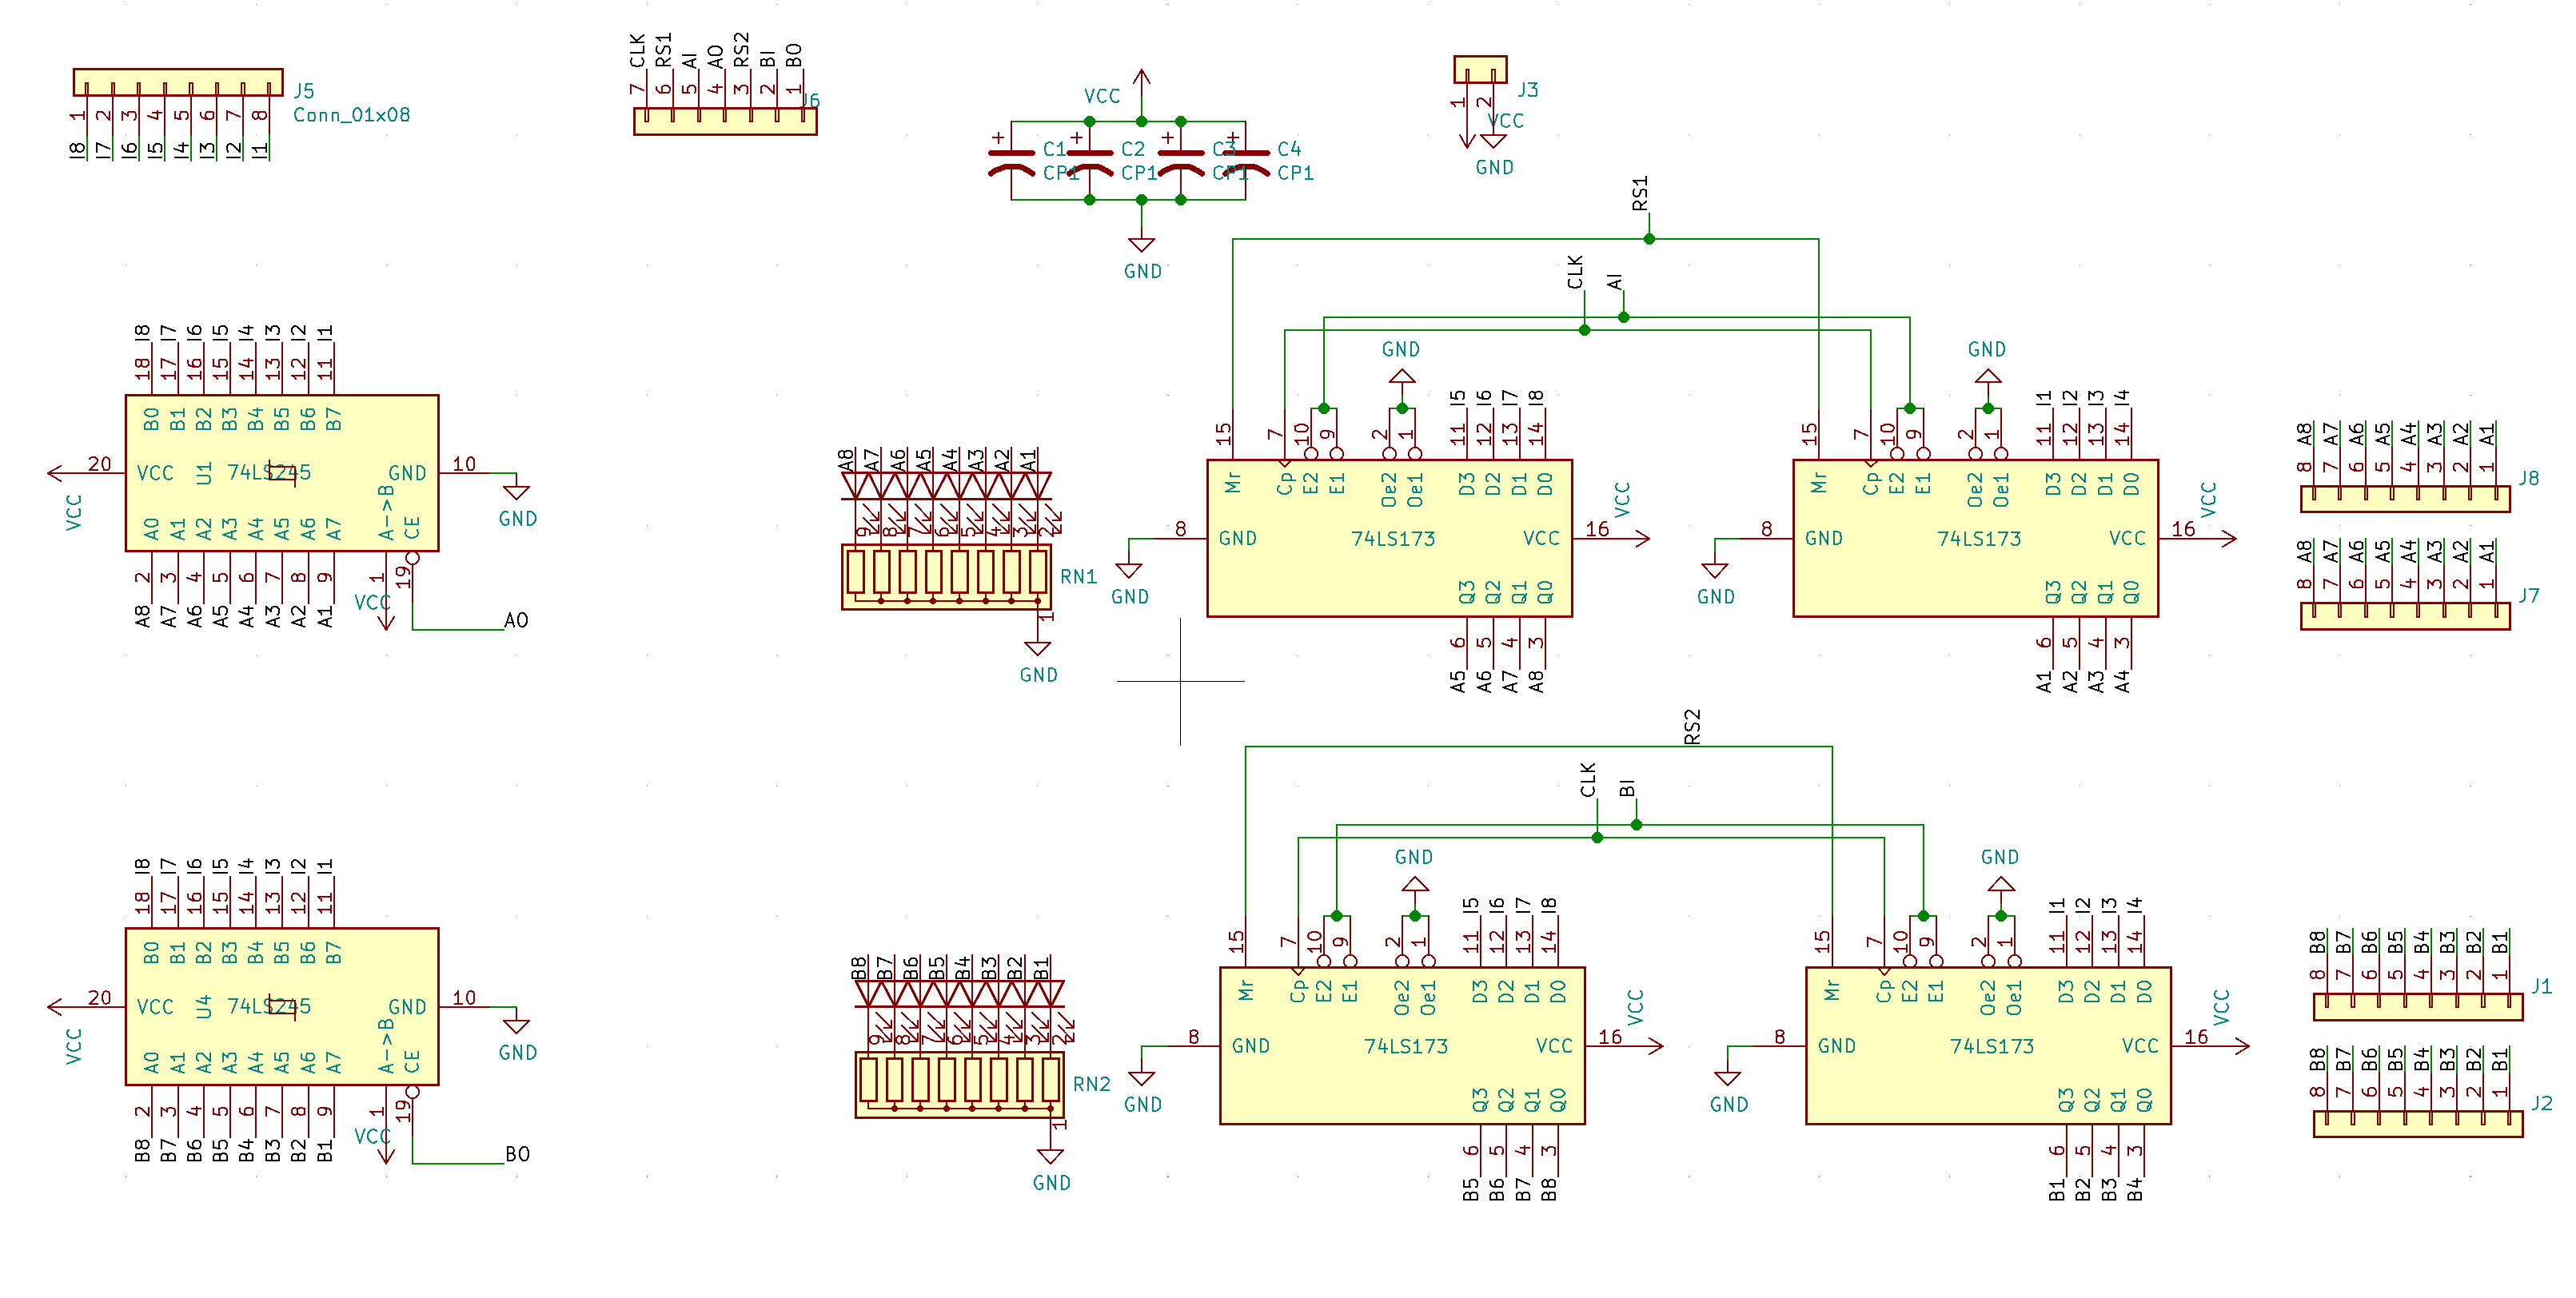 J5
Conn_01x08
1 2 3 4 5 6 7 8
I8 I7 I6 I5 I4 I3 I2 I1
CLK RS1 AI AO RS2 BI BO
7 6 5 4 3 2 1
J6
VCC
C1 CP1
C2 CP1
C3 CP1
C4 CP1
GND
J3
1 2
VCC
GND
RS1
CLK AI
I8 I7 I6 I5 I4 I3 I2 I1
18 17 16 15 14 13 12 11
B0 B1 B2 B3 B4 B5 B6 B7
VCC 20 VCC U1 74LS245 GND 10 GND
A0 A1 A2 A3 A4 A5 A6 A7 A->B CE
2 3 4 5 6 7 8 9 1 19
VCC
A8 A7 A6 A5 A4 A3 A2 A1
AO
A8 A7 A6 A5 A4 A3 A2 A1
9 8 7 6 5 4 3 2
RN1
1
GND
GND
I5 I6 I7 I8
15 7 10 9 2 1 11 12 13 14
Mr Cp E2 E1 Oe2 Oe1 D3 D2 D1 D0
GND 8 GND 74LS173 VCC 16 VCC
Q3 Q2 Q1 Q0
6 5 4 3
A5 A6 A7 A8
GND
I1 I2 I3 I4
15 7 10 9 2 1 11 12 13 14
Mr Cp E2 E1 Oe2 Oe1 D3 D2 D1 D0
GND 8 GND 74LS173 VCC 16 VCC
Q3 Q2 Q1 Q0
6 5 4 3
A1 A2 A3 A4
A8 A7 A6 A5 A4 A3 A2 A1
8 7 6 5 4 3 2 1
J8
A8 A7 A6 A5 A4 A3 A2 A1
8 7 6 5 4 3 2 1
J7
RS2
CLK BI
I8 I7 I6 I5 I4 I3 I2 I1
18 17 16 15 14 13 12 11
B0 B1 B2 B3 B4 B5 B6 B7
VCC 20 VCC U4 74LS245 GND 10 GND
A0 A1 A2 A3 A4 A5 A6 A7 A->B CE
2 3 4 5 6 7 8 9 1 19
VCC
B8 B7 B6 B5 B4 B3 B2 B1
BO
B8 B7 B6 B5 B4 B3 B2 B1
9 8 7 6 5 4 3 2
RN2
1
GND
GND
I5 I6 I7 I8
15 7 10 9 2 1 11 12 13 14
Mr Cp E2 E1 Oe2 Oe1 D3 D2 D1 D0
GND 8 GND 74LS173 VCC 16 VCC
Q3 Q2 Q1 Q0
6 5 4 3
B5 B6 B7 B8
GND
I1 I2 I3 I4
15 7 10 9 2 1 11 12 13 14
Mr Cp E2 E1 Oe2 Oe1 D3 D2 D1 D0
GND 8 GND 74LS173 VCC 16 VCC
Q3 Q2 Q1 Q0
6 5 4 3
B1 B2 B3 B4
B8 B7 B6 B5 B4 B3 B2 B1
8 7 6 5 4 3 2 1
J1
B8 B7 B6 B5 B4 B3 B2 B1
8 7 6 5 4 3 2 1
J2